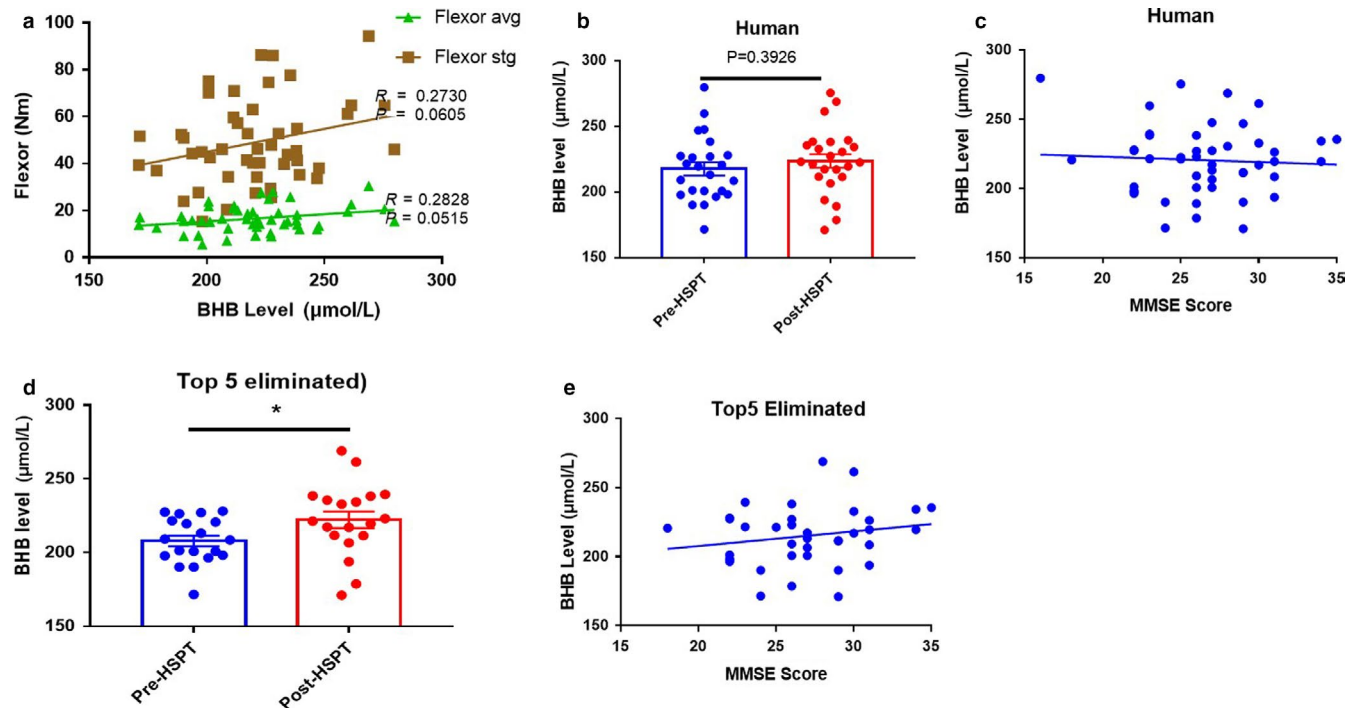 a
Flexor avg
Flexor stg
100
80
60
40
20
0
Flexor (Nm)
R = 0.2730
P = 0.0605
R = 0.2828
P = 0.0515
150
200
250
300
BHB Level (μmol/L)
b
Human
P=0.3926
300
250
200
150
BHB level (μmol/L)
Pre-HSPT
Post-HSPT
c
Human
300
250
200
150
BHB Level (μmol/L)
15
20
25
30
35
MMSE Score
d
Top 5 eliminated)
*
300
250
200
150
BHB level (μmol/L)
Pre-HSPT
Post-HSPT
e
Top5 Eliminated
300
250
200
150
BHB Level (μmol/L)
15
20
25
30
35
MMSE Score